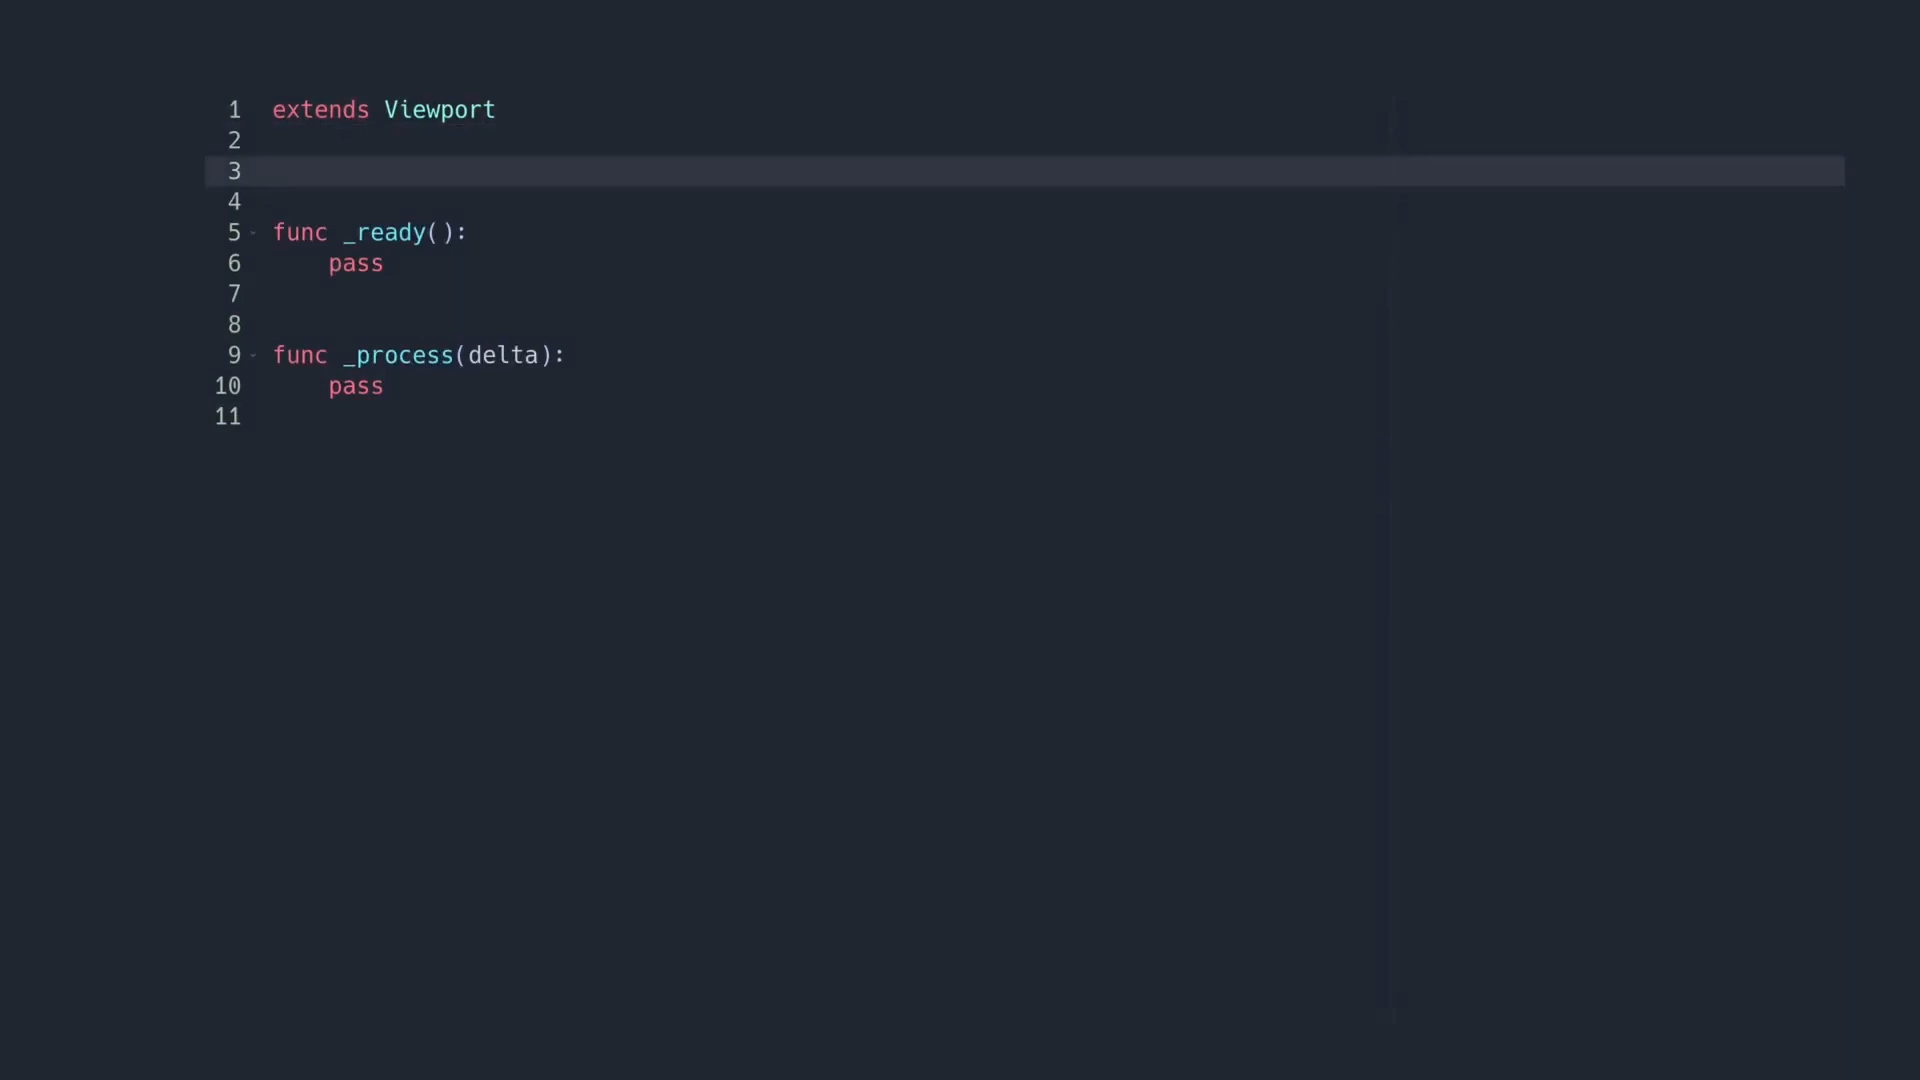 1 extends Viewport
2
3
4
5 func _ready():
6     pass
7
8
9 func _process(delta):
10     pass
11